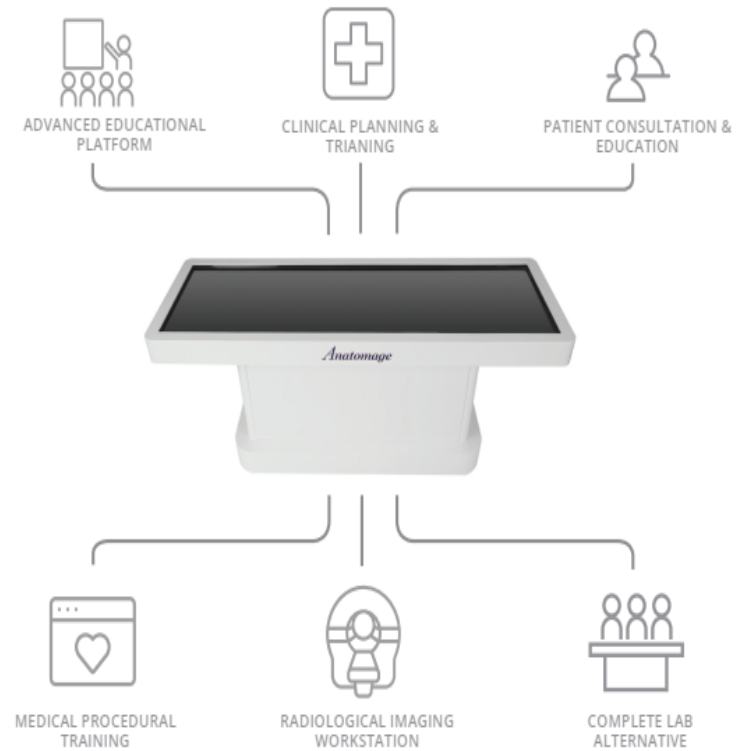 ADVANCED EDUCATIONAL
PLATFORM
CLINICAL PLANNING &
TRIANING
PATIENT CONSULTATION &
EDUCATION
Anatomage
MEDICAL PROCEDURAL
TRAINING
RADIOLOGICAL IMAGING
WORKSTATION
COMPLETE LAB
ALTERNATIVE